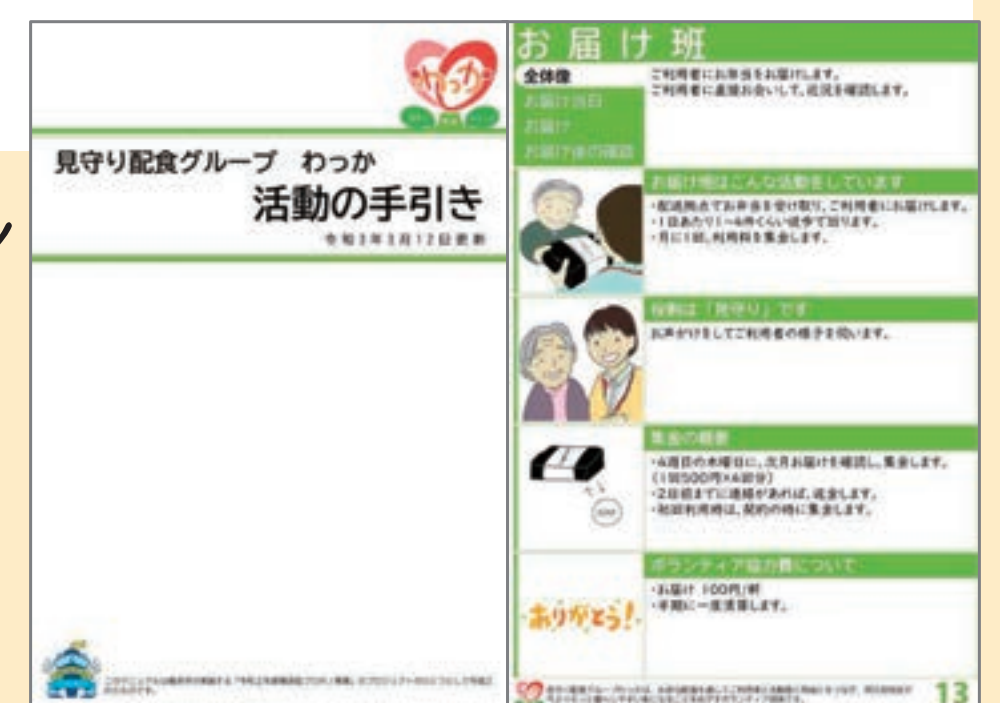 わっか
見守り配食グループ わっか
活動の手引き
令和3年3月12日更新
お届け班
全体像
ご利用者にお弁当をお届けします。
ご利用者に直接お会いして、近況を確認します。
お届け当日
お届け
お届け後の確認
お届け班はこんな活動をしています
・配送拠点でお弁当を受け取り、ご利用者にお届けします。
・1日あたり1~4件くらい徒歩で回ります。
・月に1回、利用料を集金します。
役割は「見守り」です
お声がけをしてご利用者の様子を伺います。
集金の概要
・4週目の木曜日に、次月お届けを確認し、集金します。
(1回500円×4回分)
・2日前までに連絡があれば、返金します。
・初回利用時は、契約の時に集金します。
ボランティア協力費について
・お届け 100円/軒
・半期に一度清算します。
ありがとう!
13